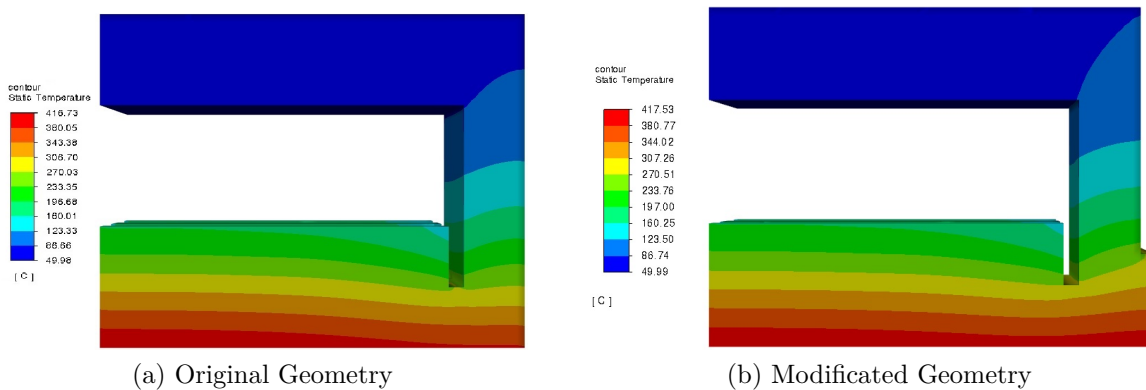 contour
Static Temperature
416.73
380.05
343.38
306.70
270.03
233.35
196.68
160.01
123.33
86.66
49.98
[ C ]
(a) Original Geometry
contour
Static Temperature
417.53
380.77
344.02
307.26
270.51
233.76
197.00
160.25
123.50
86.74
49.99
[ C ]
(b) Modificated Geometry